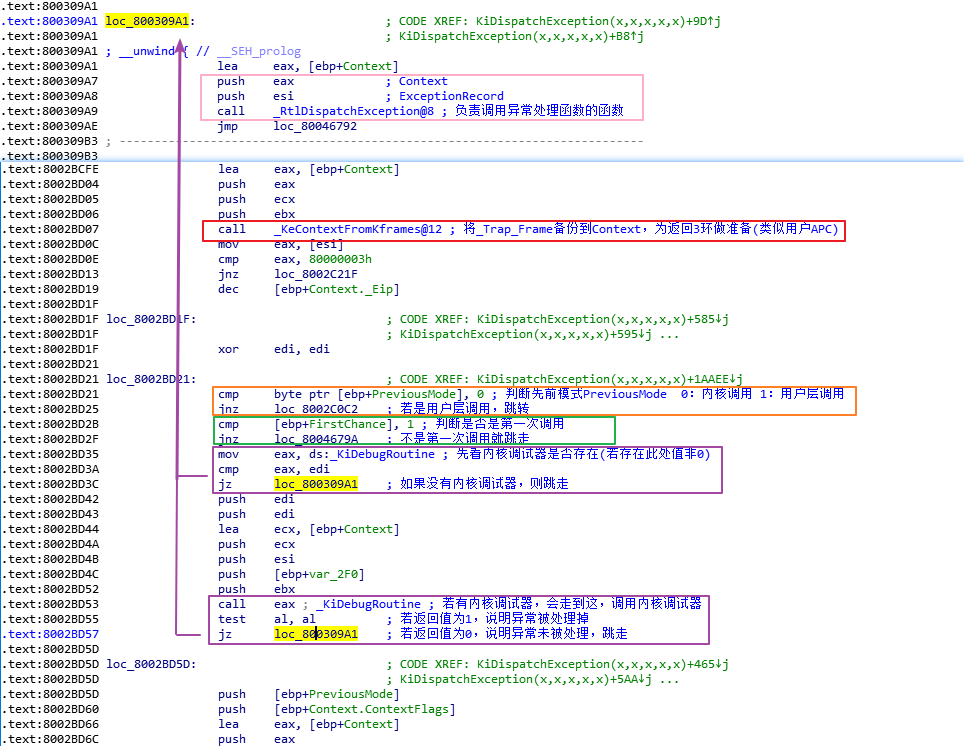 .text:800309A1
.text:800309A1 loc_800309A1: ; CODE XREF: KiDispatchException(x,x,x,x,x)+9D↑j
.text:800309A1 ; KiDispatchException(x,x,x,x,x)+B8↑j
.text:800309A1 ; __unwind { // __SEH_prolog
.text:800309A1 lea eax, [ebp+Context]
.text:800309A7 push eax ; Context
.text:800309A8 push esi ; ExceptionRecord
.text:800309A9 call _RtlDispatchException@8 ; 负责调用异常处理函数的函数
.text:800309AE jmp loc_80046792
.text:800309B3 ; ---------------------------------------------------------------------------
.text:800309B3
.text:8002BCFE lea eax, [ebp+Context]
.text:8002BD04 push eax
.text:8002BD05 push ecx
.text:8002BD06 push ebx
.text:8002BD07 call _KeContextFromKframes@12 ; 将_Trap_Frame备份到Context，为返回3环做准备(类似用户APC)
.text:8002BD0C mov eax, [esi]
.text:8002BD0E cmp eax, 80000003h
.text:8002BD13 jnz loc_8002C21F
.text:8002BD19 dec [ebp+Context._Eip]
.text:8002BD1F
.text:8002BD1F loc_8002BD1F: ; CODE XREF: KiDispatchException(x,x,x,x,x)+585↓j
.text:8002BD1F ; KiDispatchException(x,x,x,x,x)+595↓j ...
.text:8002BD1F xor edi, edi
.text:8002BD21
.text:8002BD21 loc_8002BD21: ; CODE XREF: KiDispatchException(x,x,x,x,x)+1AAEE↓j
.text:8002BD21 cmp byte ptr [ebp+PreviousMode], 0 ; 判断先前模式PreviousMode 0：内核调用 1：用户层调用
.text:8002BD25 jnz loc_8002C0C2 ; 若是用户层调用，跳转
.text:8002BD2B cmp [ebp+FirstChance], 1 ; 判断是否是第一次调用
.text:8002BD2F jnz loc_8004679A ; 不是第一次调用就跳走
.text:8002BD35 mov eax, ds:_KiDebugRoutine ; 先看内核调试器是否存在(若存在此处值非0)
.text:8002BD3A cmp eax, edi
.text:8002BD3C jz loc_800309A1 ; 如果没有内核调试器，则跳走
.text:8002BD42 push edi
.text:8002BD43 push edi
.text:8002BD44 lea ecx, [ebp+Context]
.text:8002BD4A push ecx
.text:8002BD4B push esi
.text:8002BD4C push [ebp+var_2F0]
.text:8002BD52 push ebx
.text:8002BD53 call eax ; _KiDebugRoutine ; 若有内核调试器，会走到这，调用内核调试器
.text:8002BD55 test al, al ; 若返回值为1，说明异常被处理掉
.text:8002BD57 jz loc_800309A1 ; 若返回值为0，说明异常未被处理，跳走
.text:8002BD5D
.text:8002BD5D loc_8002BD5D: ; CODE XREF: KiDispatchException(x,x,x,x,x)+465↓j
.text:8002BD5D ; KiDispatchException(x,x,x,x,x)+5AA↓j ...
.text:8002BD5D push [ebp+PreviousMode]
.text:8002BD60 push [ebp+Context.ContextFlags]
.text:8002BD66 lea eax, [ebp+Context]
.text:8002BD6C push eax